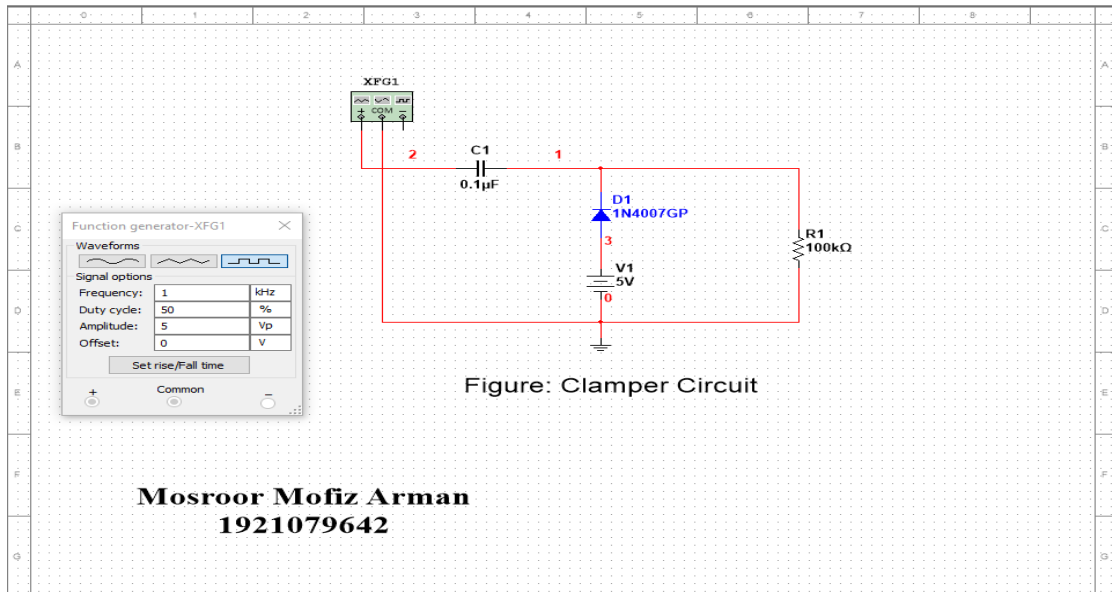 0 1 2 3 4 5 6 7 8
A A
XFG1
+ COM −
B B
2
C1
0.1µF
1
C C
D1
1N4007GP
3
V1
5V
0
R1
100kΩ
Function generator-XFG1
Waveforms
Signal options
Frequency: 1 kHz
Duty cycle: 50 %
Amplitude: 5 Vp
Offset: 0 V
Set rise/Fall time
+ Common −
D D
E E
Figure: Clamper Circuit
F F
Mosroor Mofiz Arman
1921079642
G G